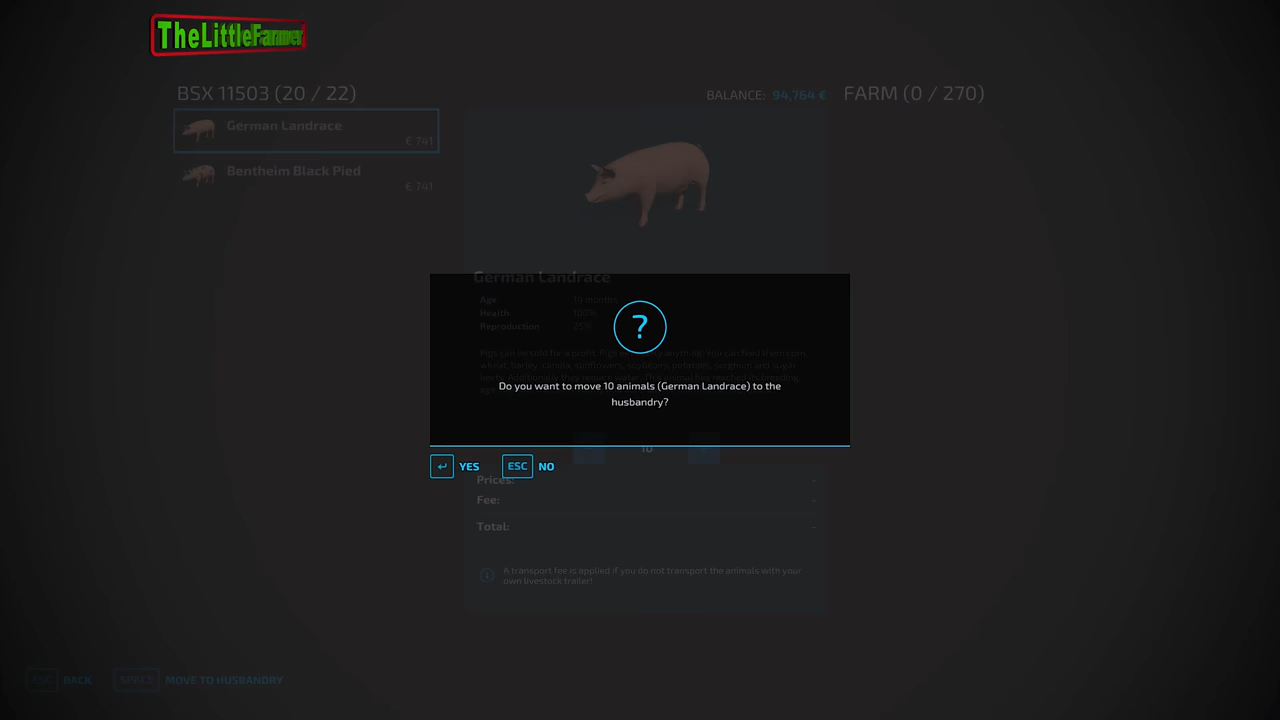 TheLittleFarmer
BSX 11503 (20 / 22)
BALANCE: 94,764 €
FARM (0 / 270)
German Landrace
€ 741
Bentheim Black Pied
€ 741
German Landrace
Age
Health 100%
Reproduction 25%
Do you want to move 10 animals (German Landrace) to the
husbandry?
10
YES
ESC NO
Prices: -
Fee: -
Total: -
A transport fee is applied if you do not transport the animals with your
own livestock trailer!
BACK
SPACE MOVE TO HUSBANDRY